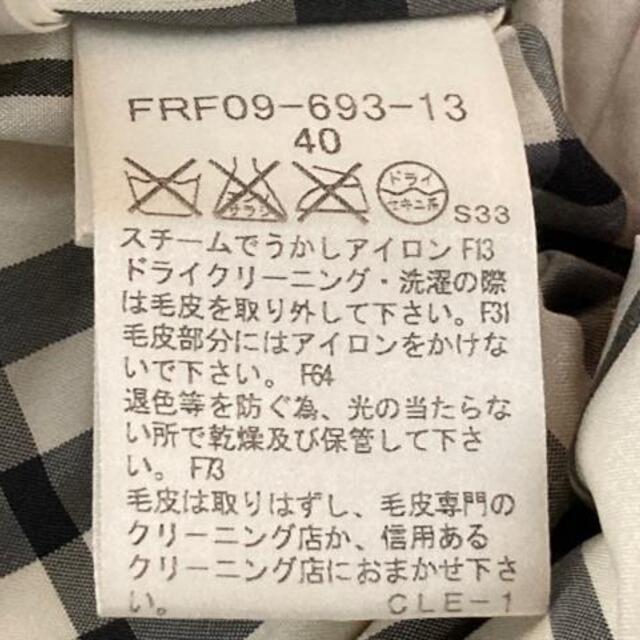 FRF09-693-13
40
エンソ
サラシ
ドライ
セキユ系
S33
スチームでうかしアイロン F13
ドライクリーニング・洗濯の際
は毛皮を取り外して下さい。F31
毛皮部分にはアイロンをかけな
いで下さい。F64
退色等を防ぐ為、光の当たらな
い所で乾燥及び保管して下さ
い。F73
毛皮は取りはずし、毛皮専門の
クリーニング店か、信用ある
クリーニング店におまかせ下さ
い。 CLE-1